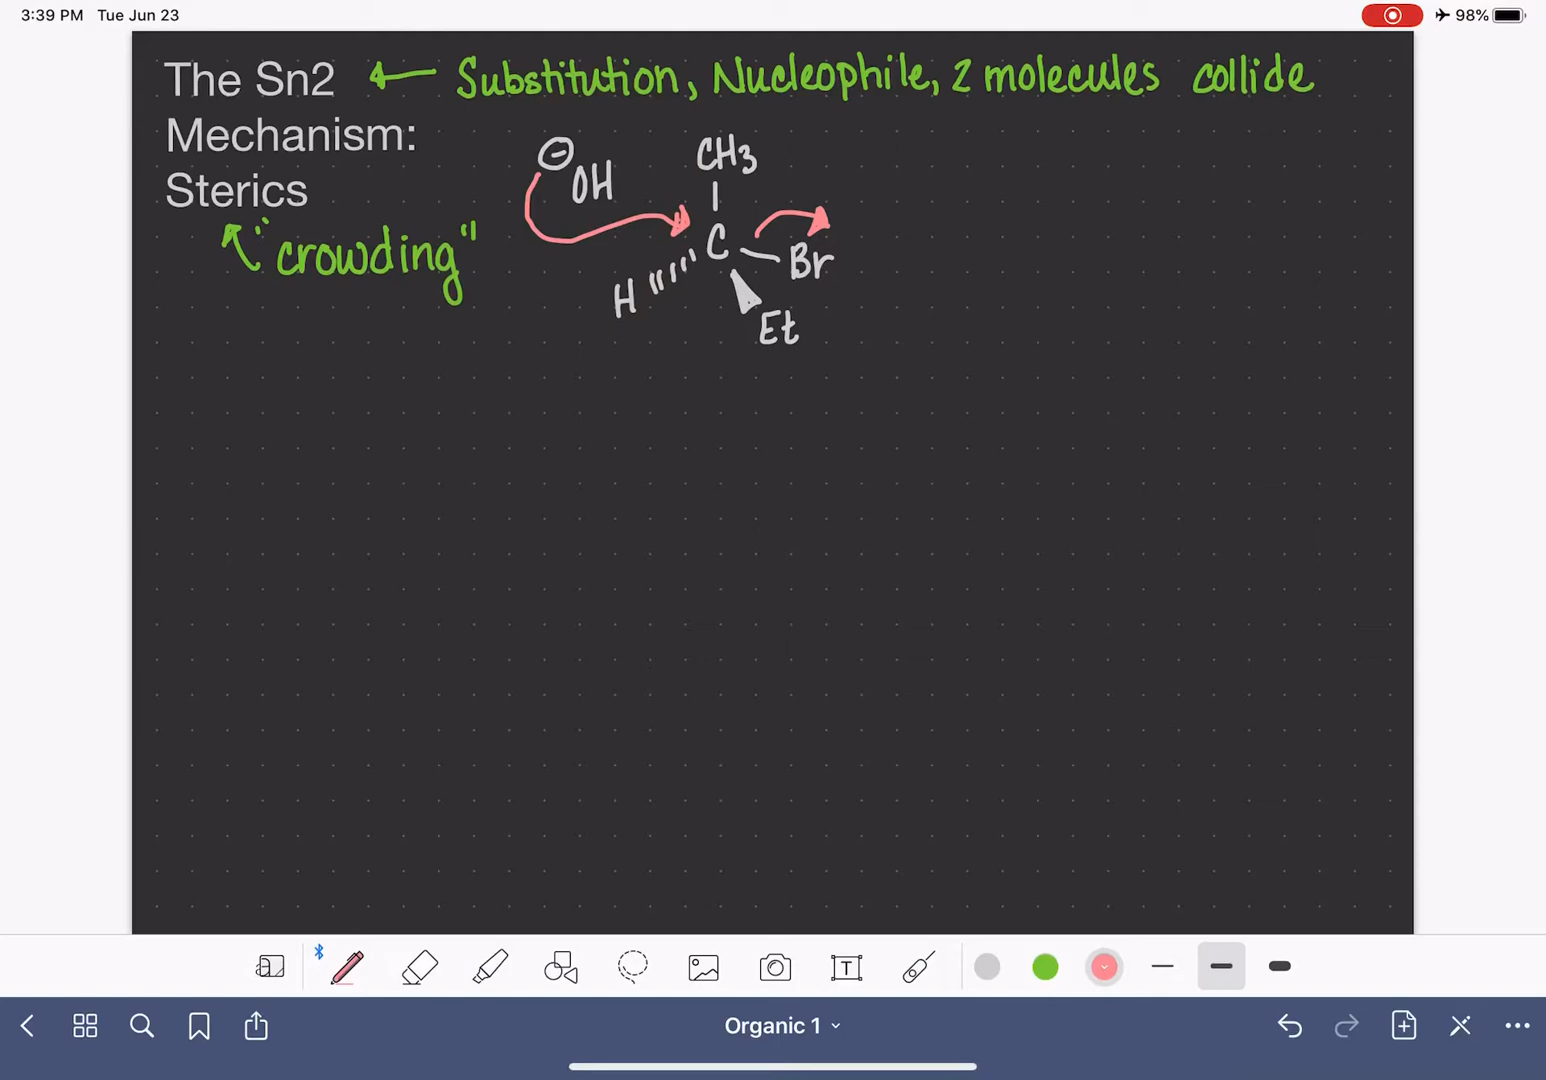 3:39 PM Tue Jun 23
98%
The Sn2 Substitution, Nucleophile, 2 molecules collide
Mechanism:
Sterics
"crowding"
⊖
OH
CH3
C
Br
H
Et
T
Organic 1